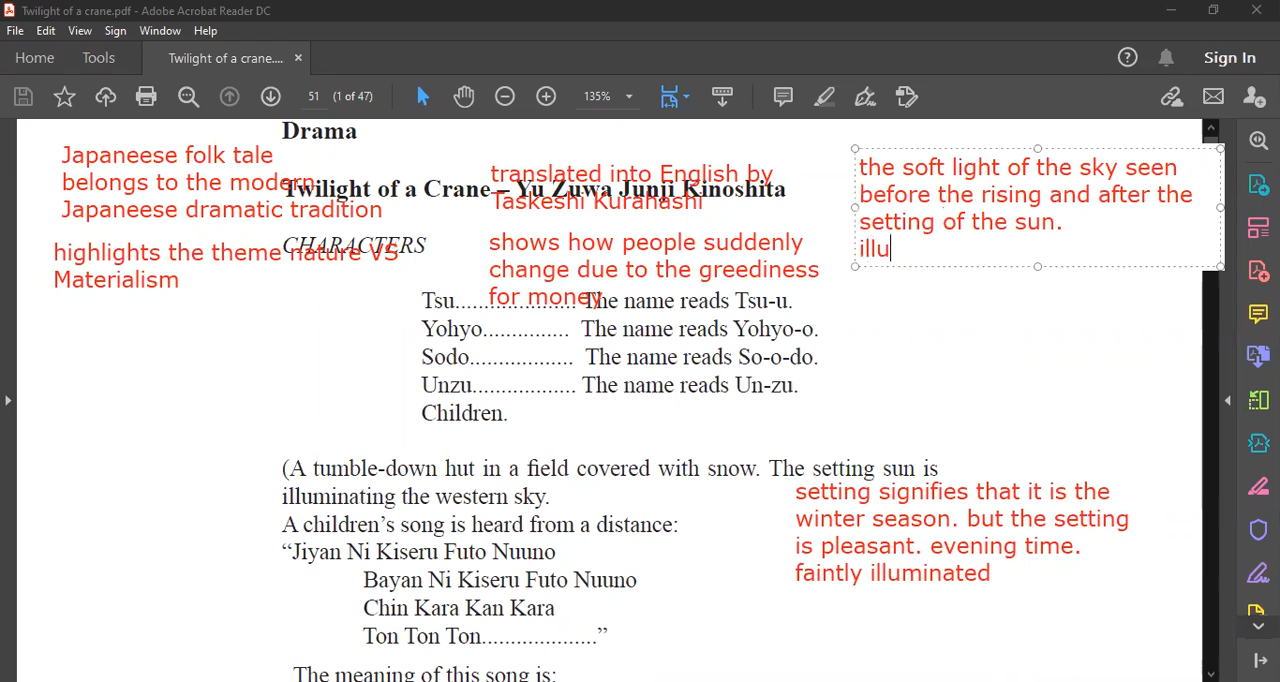 Twilight of a crane.pdf - Adobe Acrobat Reader DC
File Edit View Sign Window Help
Home Tools Twilight of a crane.... × Sign In
51 (1 of 47) 135%
Drama
Japaneese folk tale
belongs to the modern
Japaneese dramatic tradition
translated into English by
Taskeshi Kurahashi
the soft light of the sky seen
before the rising and after the
setting of the sun.
illu
Twilight of a Crane – Yu Zuwa Junji Kinoshita
CHARACTERS
highlights the theme nature VS
Materialism
shows how people suddenly
change due to the greediness
for money
Tsu..................... The name reads Tsu-u.
Yohyo............... The name reads Yohyo-o.
Sodo.................. The name reads So-o-do.
Unzu.................. The name reads Un-zu.
Children.
(A tumble-down hut in a field covered with snow. The setting sun is
illuminating the western sky.
A children's song is heard from a distance:
“Jiyan Ni Kiseru Futo Nuuno
Bayan Ni Kiseru Futo Nuuno
Chin Kara Kan Kara
Ton Ton Ton....................”
setting signifies that it is the
winter season. but the setting
is pleasant. evening time.
faintly illuminated
The meaning of this song is: